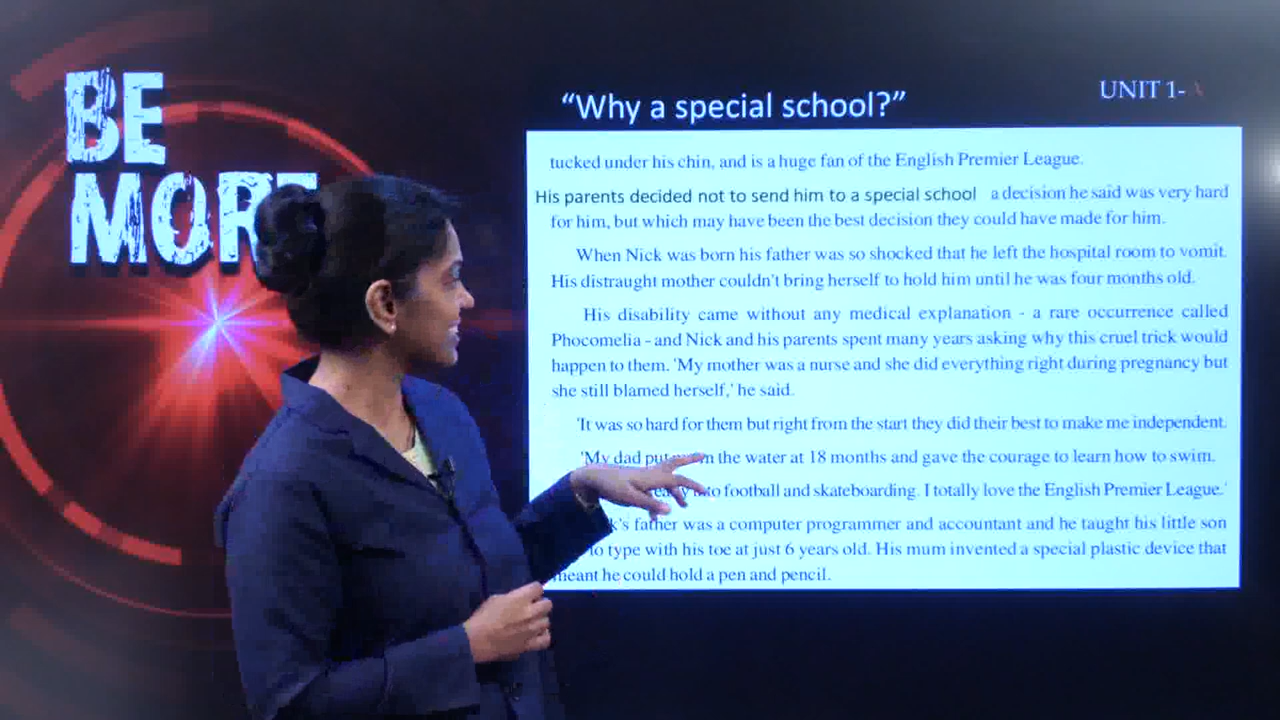 BE
MORE
UNIT 1- A
“Why a special school?”
tucked under his chin, and is a huge fan of the English Premier League.
His parents decided not to send him to a special school a decision he said was very hard
for him, but which may have been the best decision they could have made for him.
When Nick was born his father was so shocked that he left the hospital room to vomit.
His distraught mother couldn't bring herself to hold him until he was four months old.
His disability came without any medical explanation - a rare occurrence called
Phocomelia - and Nick and his parents spent many years asking why this cruel trick would
happen to them. 'My mother was a nurse and she did everything right during pregnancy but
she still blamed herself,' he said.
'It was so hard for them but right from the start they did their best to make me independent.
'My dad put the water at 18 months and gave the courage to learn how to swim.
football and skateboarding. I totally love the English Premier League.'
father was a computer programmer and accountant and he taught his little son
to type with his toe at just 6 years old. His mum invented a special plastic device that
meant he could hold a pen and pencil.